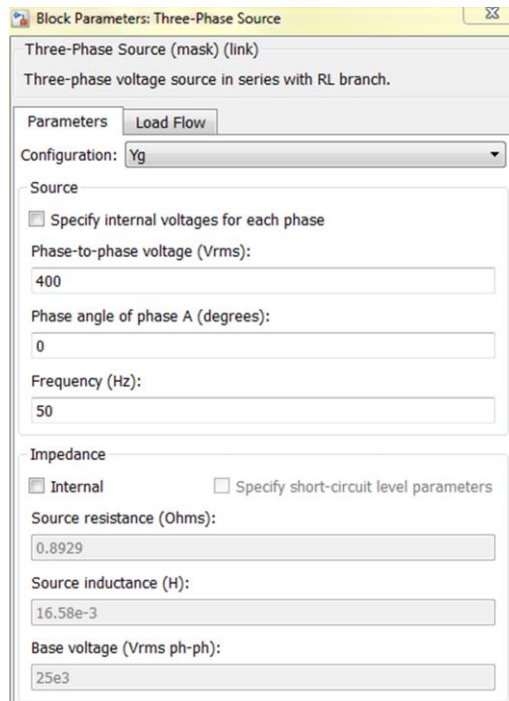 Block Parameters: Three-Phase Source
Three-Phase Source (mask) (link)
Three-phase voltage source in series with RL branch.
Parameters Load Flow
Configuration: Yg
Source
Specify internal voltages for each phase
Phase-to-phase voltage (Vrms):
400
Phase angle of phase A (degrees):
0
Frequency (Hz):
50
Impedance
Internal Specify short-circuit level parameters
Source resistance (Ohms):
0.8929
Source inductance (H):
16.58e-3
Base voltage (Vrms ph-ph):
25e3